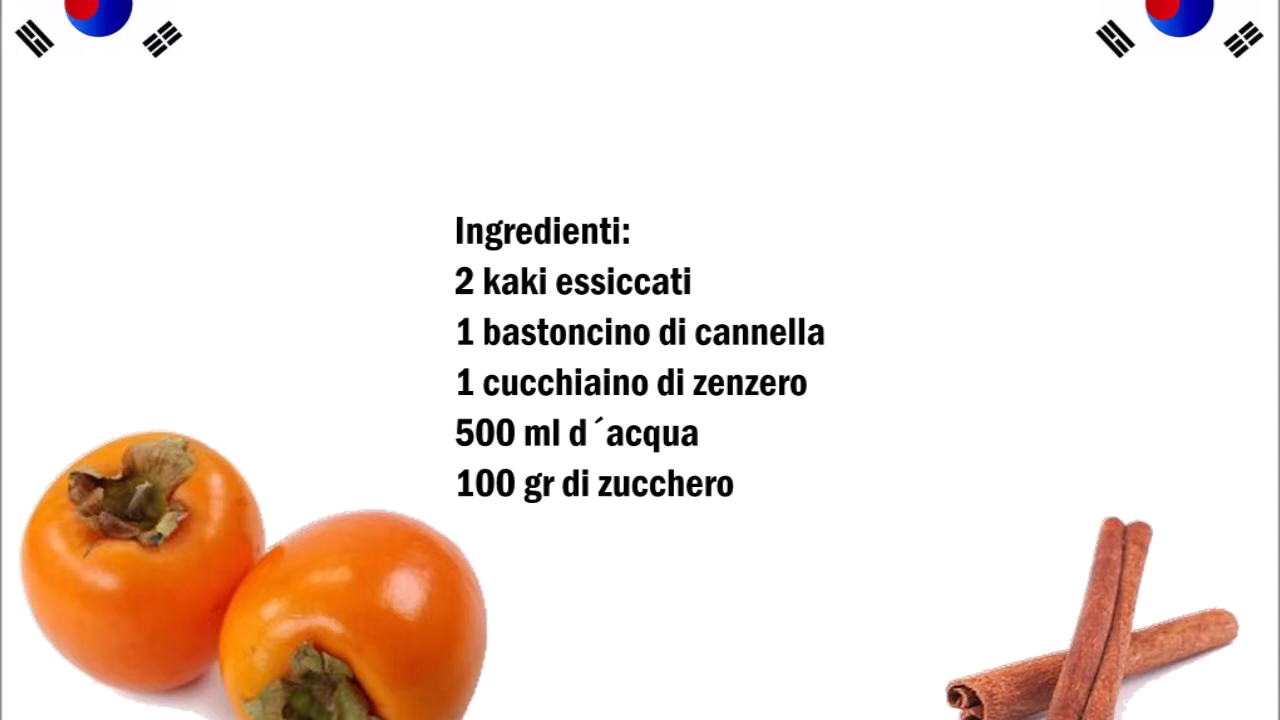 Ingredienti:
2 kaki essiccati
1 bastoncino di cannella
1 cucchiaino di zenzero
500 ml d´acqua
100 gr di zucchero